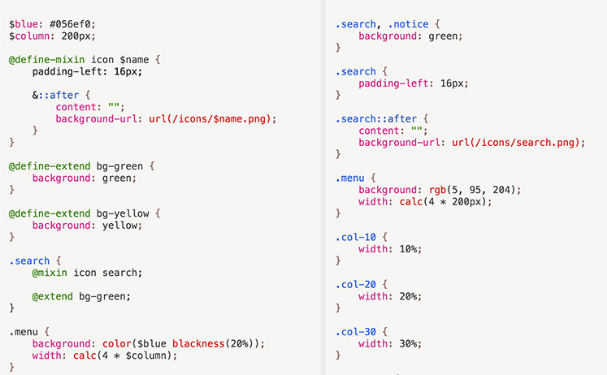 $blue: #056ef0;
$column: 200px;
@define-mixin icon $name {
padding-left: 16px;
&::after {
content: "";
background-url: url(/icons/$name.png);
}
}
@define-extend bg-green {
background: green;
}
@define-extend bg-yellow {
background: yellow;
}
.search {
@mixin icon search;
@extend bg-green;
}
.menu {
background: color($blue blackness(20%));
width: calc(4 * $column);
}
.search, .notice {
background: green;
}
.search {
padding-left: 16px;
}
.search::after {
content: "";
background-url: url(/icons/search.png);
}
.menu {
background: rgb(5, 95, 204);
width: calc(4 * 200px);
}
.col-10 {
width: 10%;
}
.col-20 {
width: 20%;
}
.col-30 {
width: 30%;
}